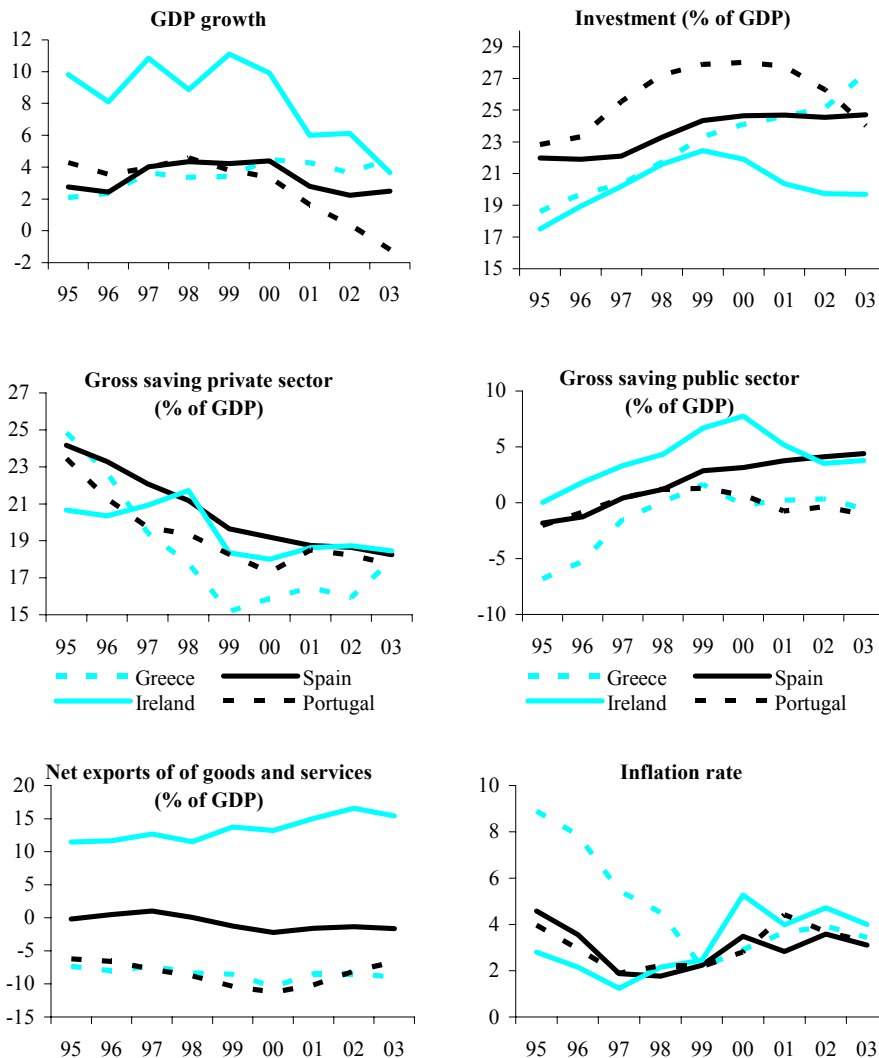 GDP growth
12
10
8
6
4
2
0
-2
95 96 97 98 99 00 01 02 03
Investment (% of GDP)
29
27
25
23
21
19
17
15
95 96 97 98 99 00 01 02 03
Gross saving private sector
(% of GDP)
27
25
23
21
19
17
15
95 96 97 98 99 00 01 02 03
Greece Spain
Ireland Portugal
Gross saving public sector
(% of GDP)
10
5
0
-5
-10
95 96 97 98 99 00 01 02 03
Greece Spain
Ireland Portugal
Net exports of of goods and services
(% of GDP)
20
15
10
5
0
-5
-10
-15
95 96 97 98 99 00 01 02 03
Inflation rate
10
8
6
4
2
0
95 96 97 98 99 00 01 02 03